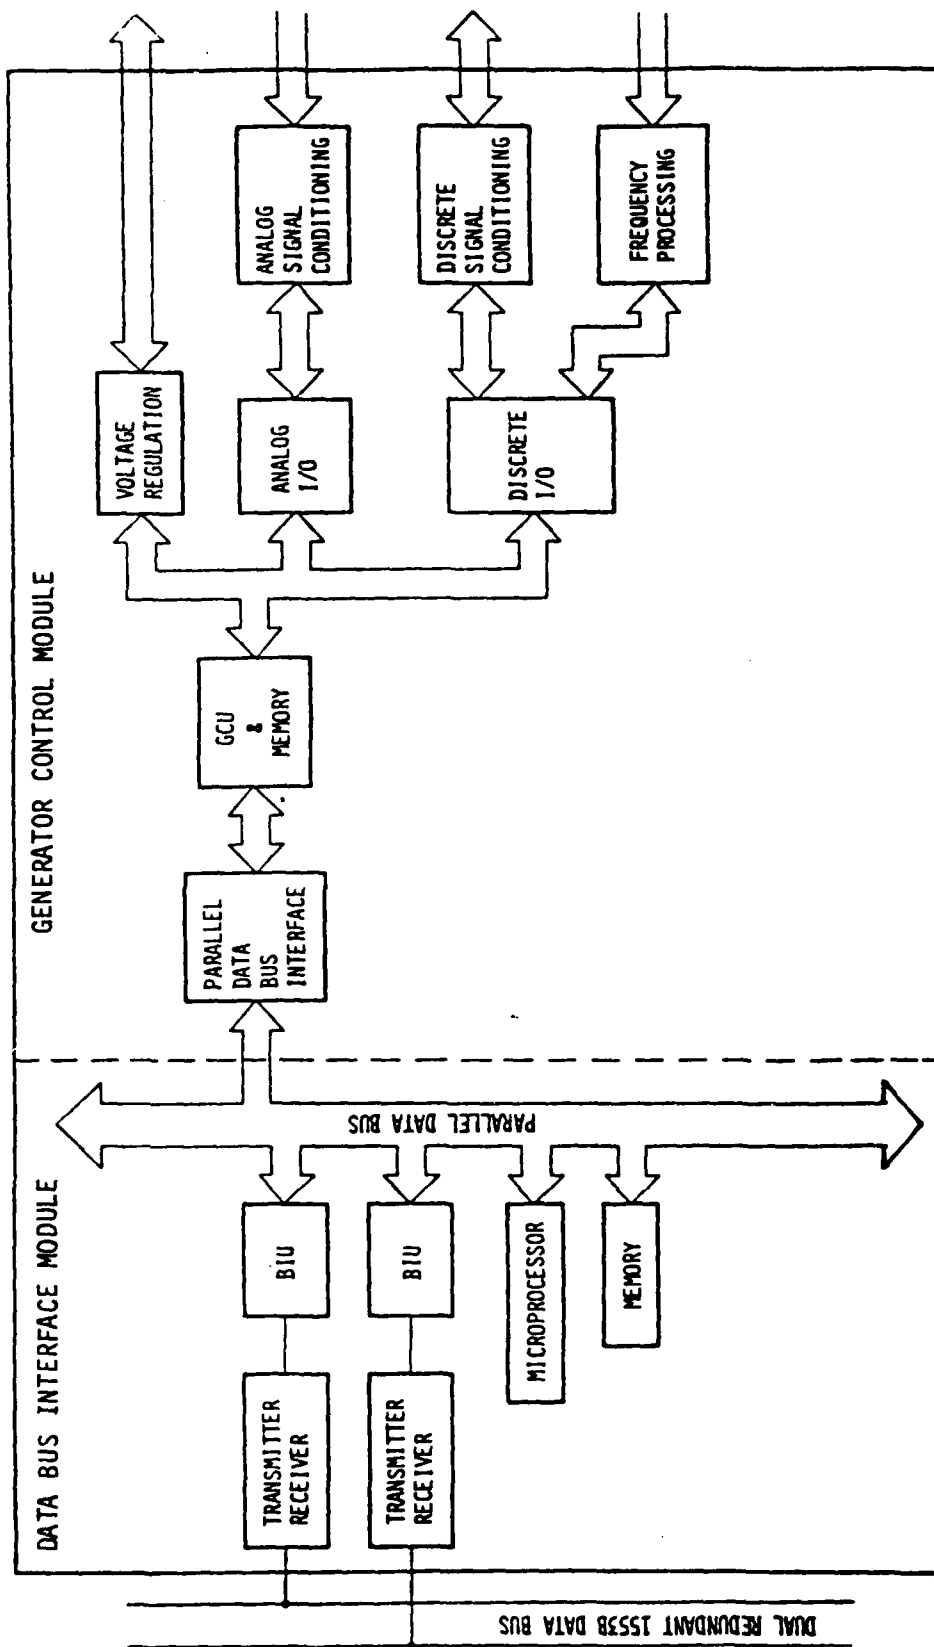 DATA BUS INTERFACE MODULE
GENERATOR CONTROL MODULE
DUAL REDUNDANT 1553B DATA BUS
TRANSMITTER
RECEIVER
BIU
TRANSMITTER
RECEIVER
BIU
MICROPROCESSOR
MEMORY
PARALLEL DATA BUS
PARALLEL
DATA
BUS
INTERFACE
GCU
&
MEMORY
VOLTAGE
REGULATION
ANALOG
I/O
DISCRETE
I/O
ANALOG
SIGNAL
CONDITIONING
DISCRETE
SIGNAL
CONDITIONING
FREQUENCY
PROCESSING